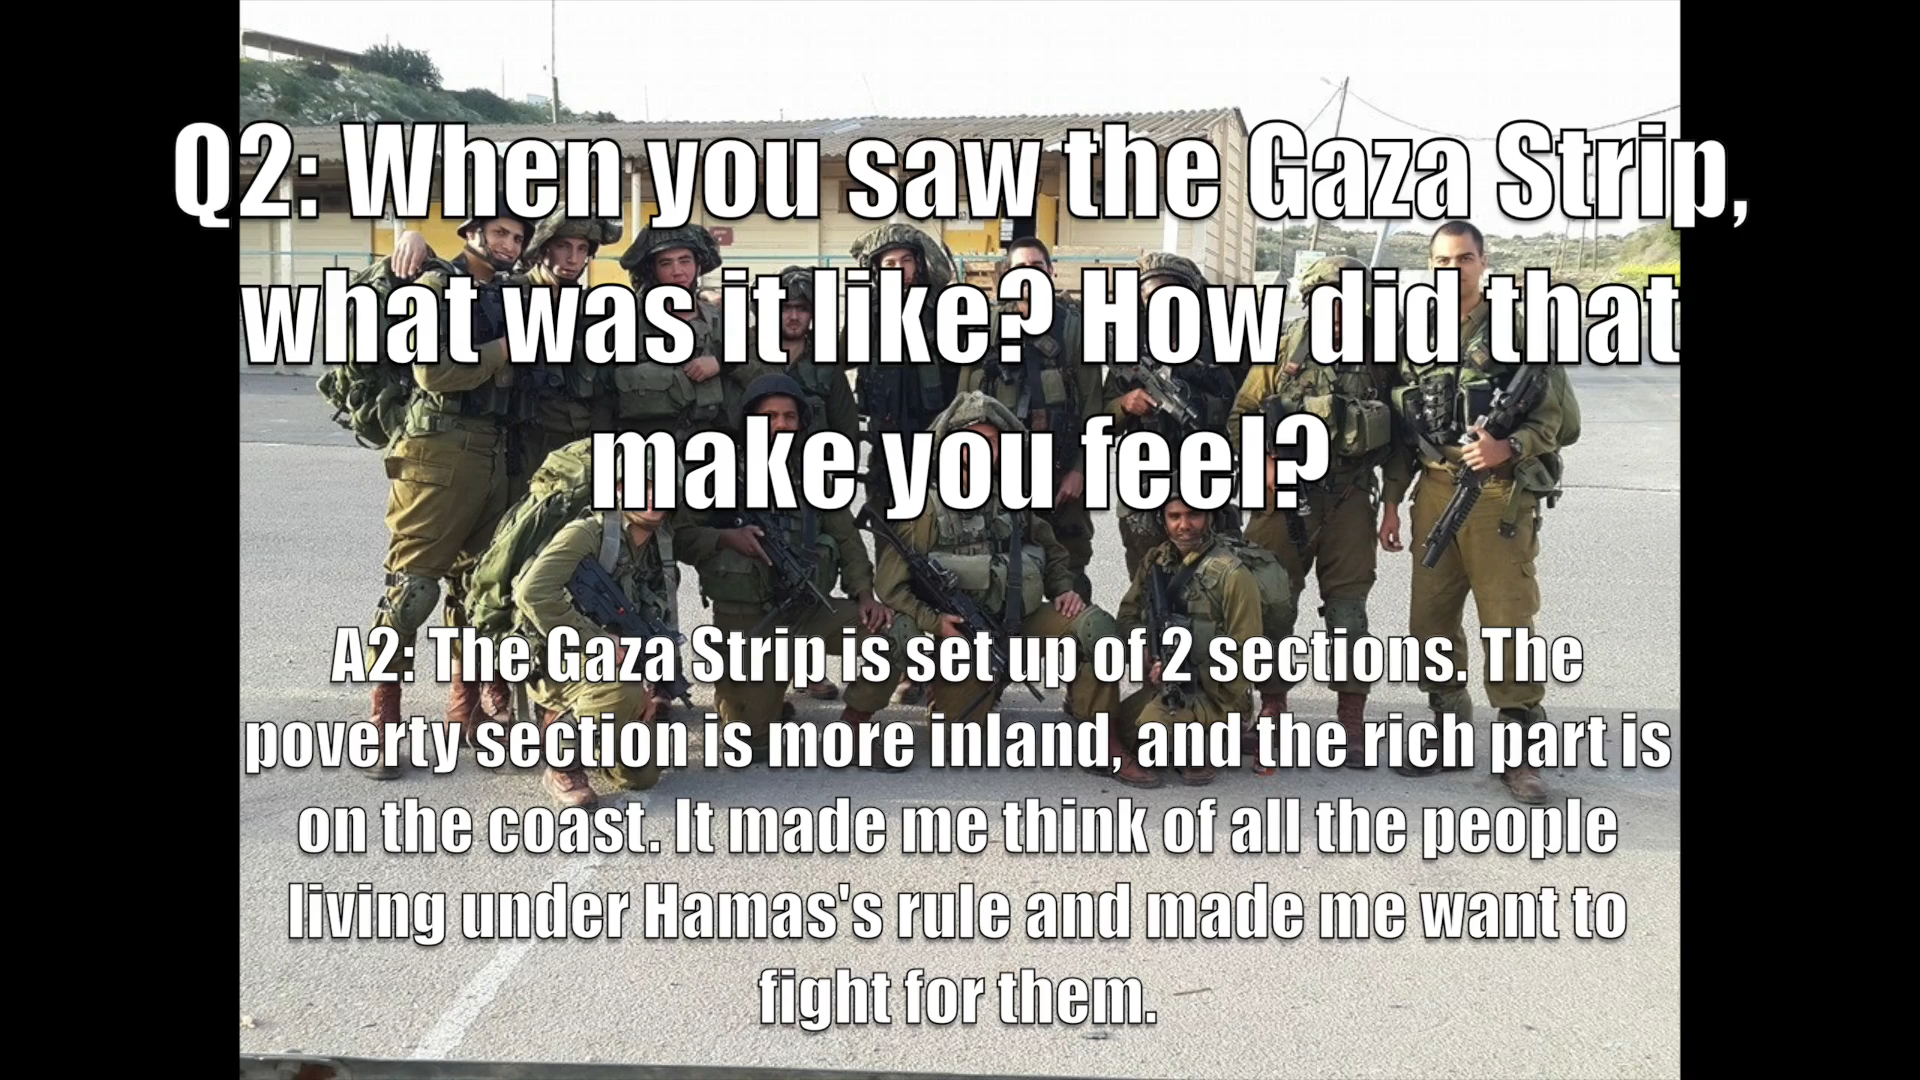 Q2: When you saw the Gaza Strip,
what was it like? How did that
make you feel?
A2: The Gaza Strip is set up of 2 sections. The
poverty section is more inland, and the rich part is
on the coast. It made me think of all the people
living under Hamas's rule and made me want to
fight for them.